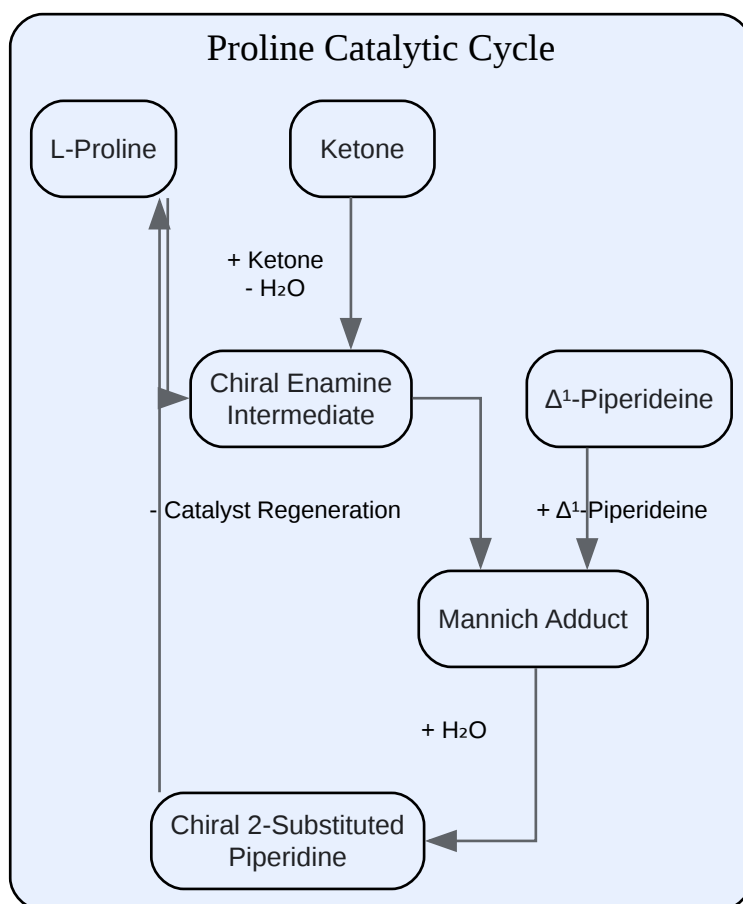 Proline Catalytic Cycle
L-Proline
Ketone
+ Ketone
- H₂O
Chiral Enamine
Intermediate
Δ¹-Piperideine
- Catalyst Regeneration
+ Δ¹-Piperideine
Mannich Adduct
+ H₂O
Chiral 2-Substituted
Piperidine